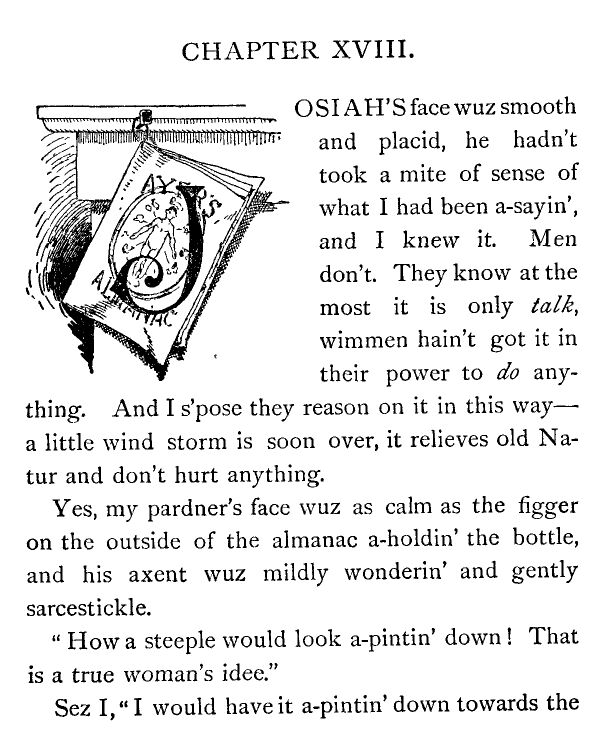 CHAPTER XVIII.
AYER'S
J
ALMANAC
OSIAH'S face wuz smooth
and placid, he hadn't
took a mite of sense of
what I had been a-sayin',
and I knew it. Men
don't. They know at the
most it is only talk,
wimmen hain't got it in
their power to do any-
thing. And I s'pose they reason on it in this way—
a little wind storm is soon over, it relieves old Na-
tur and don't hurt anything.
Yes, my pardner's face wuz as calm as the figger
on the outside of the almanac a-holdin' the bottle,
and his axent wuz mildly wonderin' and gently
sarcestickle.
“ How a steeple would look a-pintin' down! That
is a true woman's idee.”
Sez I, “ I would have it a-pintin' down towards the